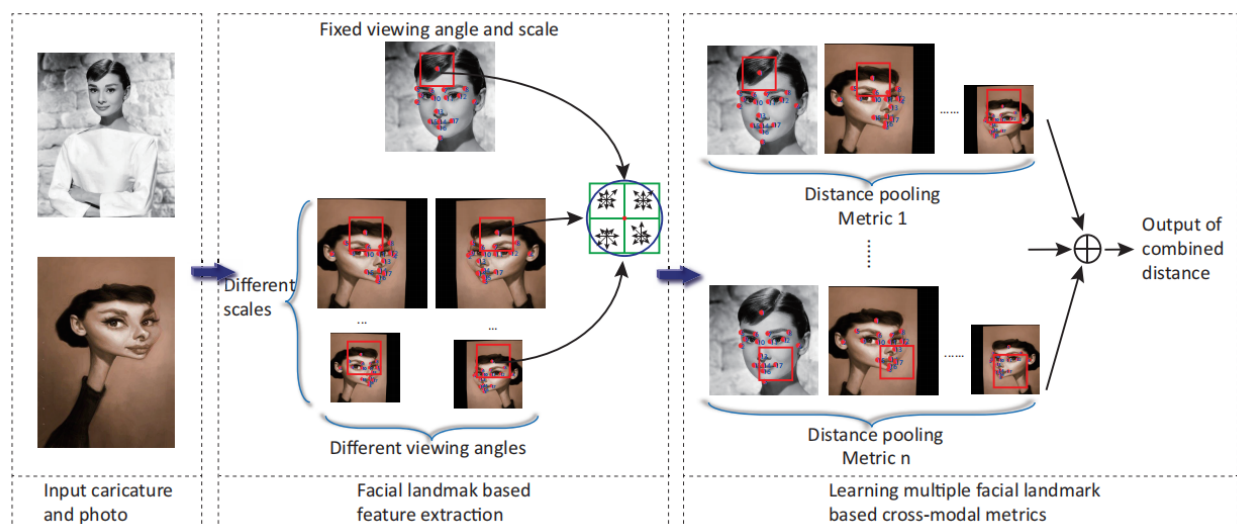 Fixed viewing angle and scale
Different
scales
...
...
Different viewing angles
......
Distance pooling
Metric 1
......
Distance pooling
Metric n
Output of
combined
distance
Input caricature
and photo
Facial landmak based
feature extraction
Learning multiple facial landmark
based cross-modal metrics